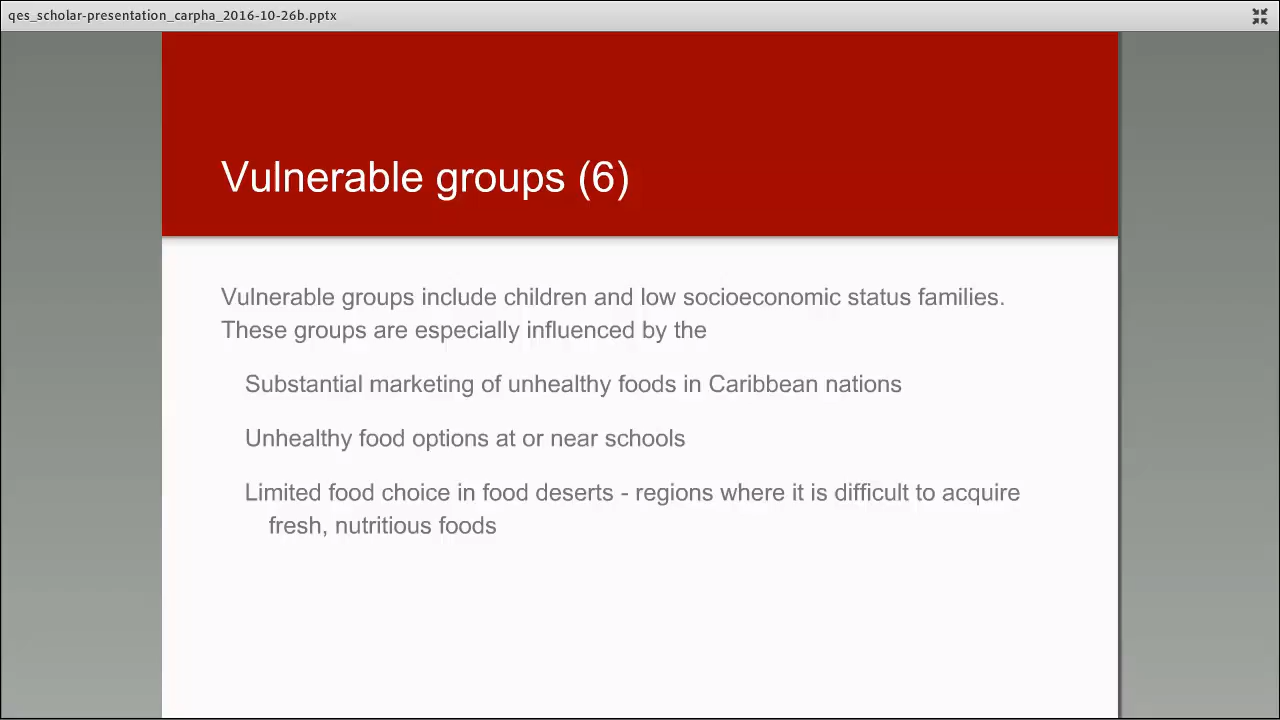 qes_scholar-presentation_carpha_2016-10-26b.pptx
Vulnerable groups (6)
Vulnerable groups include children and low socioeconomic status families.
These groups are especially influenced by the
Substantial marketing of unhealthy foods in Caribbean nations
Unhealthy food options at or near schools
Limited food choice in food deserts - regions where it is difficult to acquire
fresh, nutritious foods